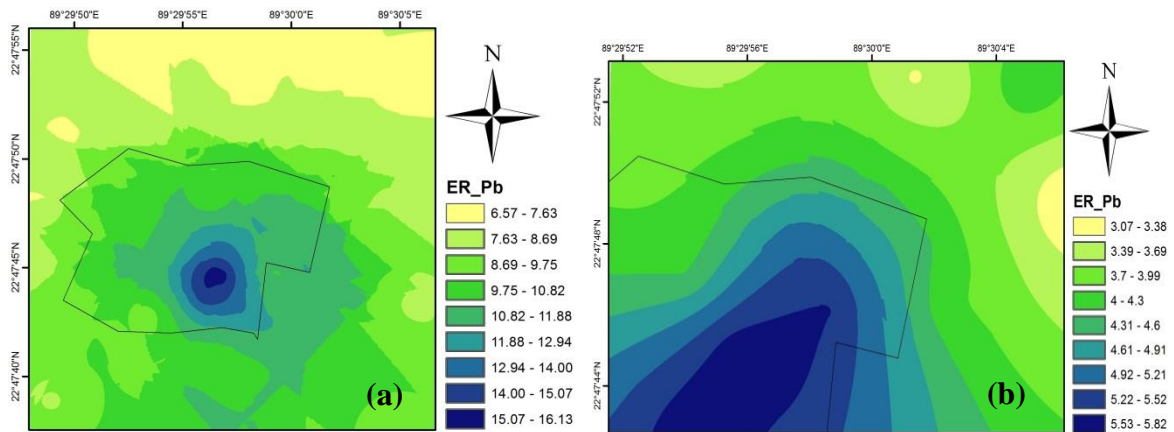 89°29'50"E 89°29'55"E 89°30'0"E 89°30'5"E
22°47'55"N
22°47'50"N
22°47'45"N
22°47'40"N
N
ER_Pb
6.57 - 7.63
7.63 - 8.69
8.69 - 9.75
9.75 - 10.82
10.82 - 11.88
11.88 - 12.94
12.94 - 14.00
14.00 - 15.07
15.07 - 16.13
(a)
89°29'52"E 89°29'56"E 89°30'0"E 89°30'4"E
22°47'52"N
22°47'48"N
22°47'44"N
N
ER_Pb
3.07 - 3.38
3.39 - 3.69
3.7 - 3.99
4 - 4.3
4.31 - 4.6
4.61 - 4.91
4.92 - 5.21
5.22 - 5.52
5.53 - 5.82
(b)